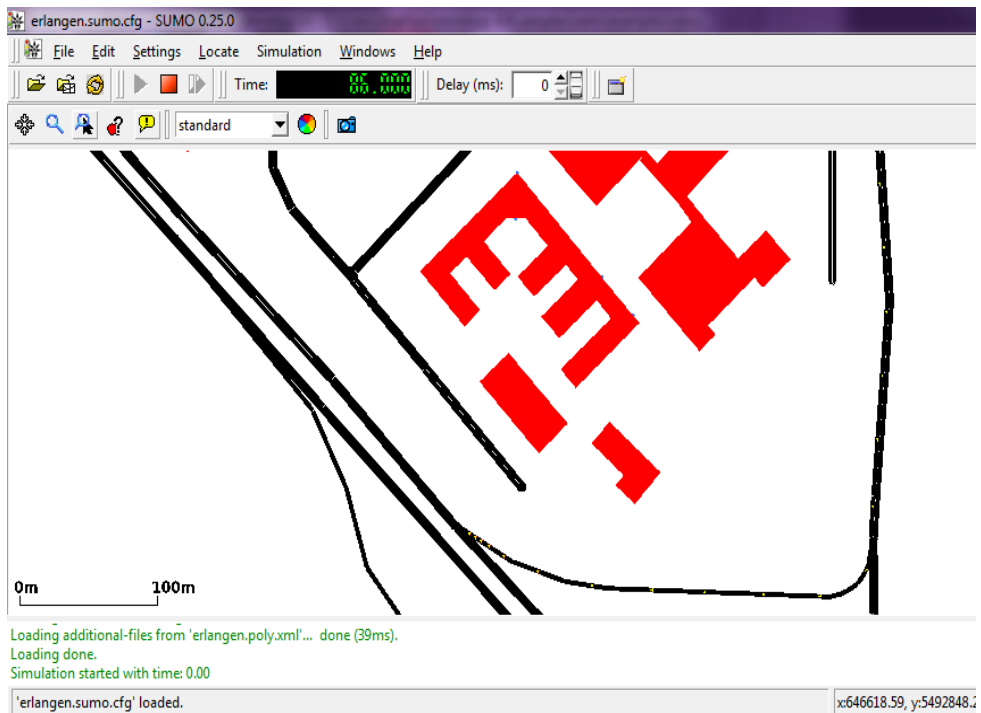 erlangen.sumo.cfg - SUMO 0.25.0
File Edit Settings Locate Simulation Windows Help
Time: 86.000 Delay (ms): 0
standard
0m 100m
Loading additional-files from 'erlangen.poly.xml'... done (39ms).
Loading done.
Simulation started with time: 0.00
'erlangen.sumo.cfg' loaded. x:646618.59, y:5492848.2